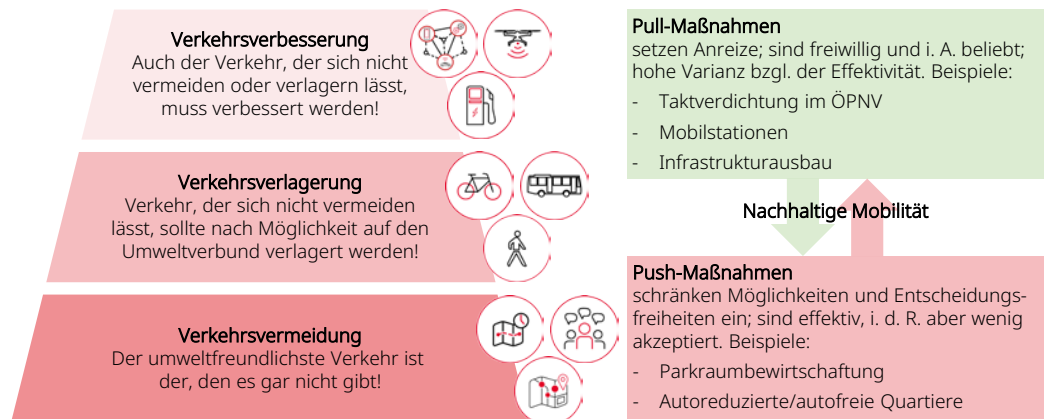 Verkehrsverbesserung
Auch der Verkehr, der sich nicht
vermeiden oder verlagern lässt,
muss verbessert werden!
Verkehrsverlagerung
Verkehr, der sich nicht vermeiden
lässt, sollte nach Möglichkeit auf den
Umweltverbund verlagert werden!
Verkehrsvermeidung
Der umweltfreundlichste Verkehr ist
der, den es gar nicht gibt!
Pull-Maßnahmen
setzen Anreize; sind freiwillig und i. A. beliebt;
hohe Varianz bzgl. der Effektivität. Beispiele:
- Taktverdichtung im ÖPNV
- Mobilstationen
- Infrastrukturausbau
Nachhaltige Mobilität
Push-Maßnahmen
schränken Möglichkeiten und Entscheidungs-
freiheiten ein; sind effektiv, i. d. R. aber wenig
akzeptiert. Beispiele:
- Parkraumbewirtschaftung
- Autoreduzierte/autofreie Quartiere